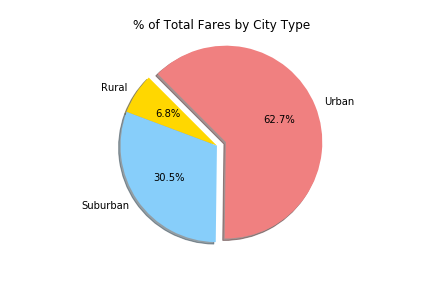 % of Total Fares by City Type
Rural
Urban
6.8%
62.7%
30.5%
Suburban